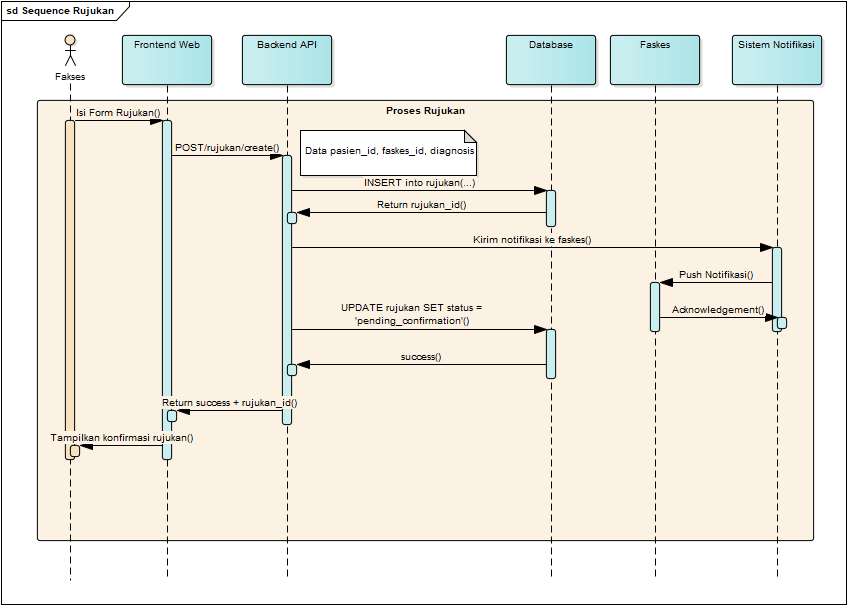 sd Sequence Rujukan
Fakses
Frontend Web
Backend API
Database
Faskes
Sistem Notifikasi
Proses Rujukan
Isi Form Rujukan()
POST/rujukan/create()
Data pasien_id, faskes_id, diagnosis
INSERT into rujukan(...)
Return rujukan_id()
Kirim notifikasi ke faskes()
Push Notifikasi()
Acknowledgement()
UPDATE rujukan SET status =
'pending_confirmation'()
success()
Return success + rujukan_id()
Tampilkan konfirmasi rujukan()